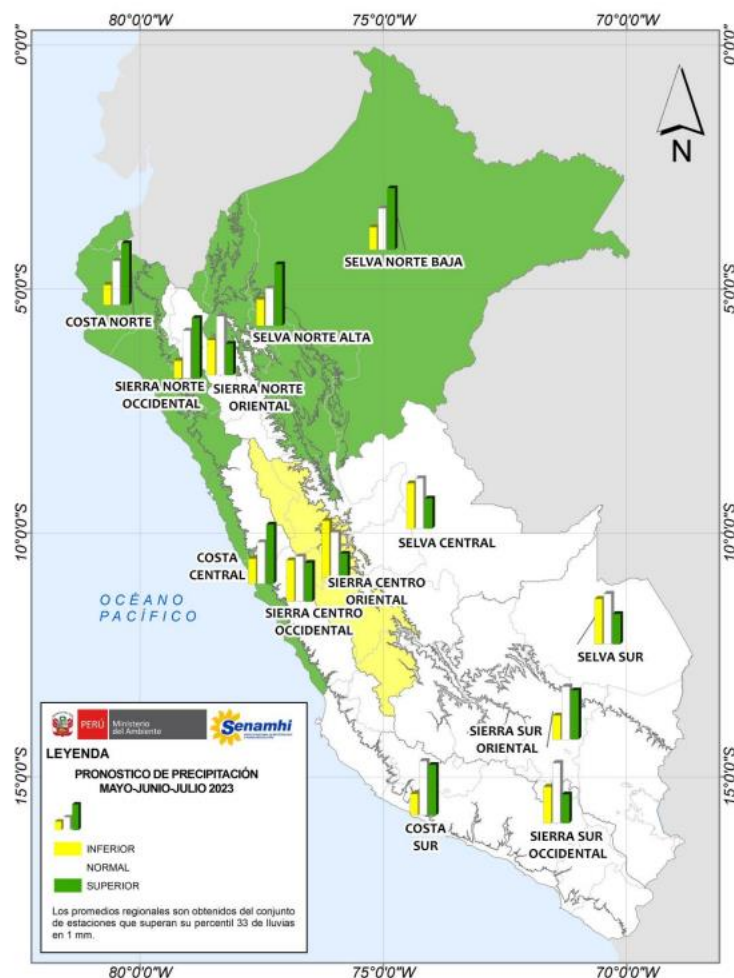 80°0'0"W
75°0'0"W
70°0'0"W
0°0'0"
0°0'0"
N
SELVA NORTE BAJA
5°0'0"S
5°0'0"S
COSTA NORTE
SELVA NORTE ALTA
SIERRA NORTE
OCCIDENTAL
SIERRA NORTE
ORIENTAL
10°0'0"S
10°0'0"S
SELVA CENTRAL
COSTA
CENTRAL
SIERRA CENTRO
ORIENTAL
SIERRA CENTRO
OCCIDENTAL
OCÉANO
PACÍFICO
SELVA SUR
SIERRA SUR
ORIENTAL
15°0'0"S
15°0'0"S
COSTA
SUR
SIERRA SUR
OCCIDENTAL
PERÚ
Ministerio
del Ambiente
Senamhi
LEYENDA
PRONOSTICO DE PRECIPITACIÓN
MAYO-JUNIO-JULIO 2023
INFERIOR
NORMAL
SUPERIOR
Los promedios regionales son obtenidos del conjunto
de estaciones que superan su percentil 33 de lluvias
en 1 mm.
80°0'0"W
75°0'0"W
70°0'0"W